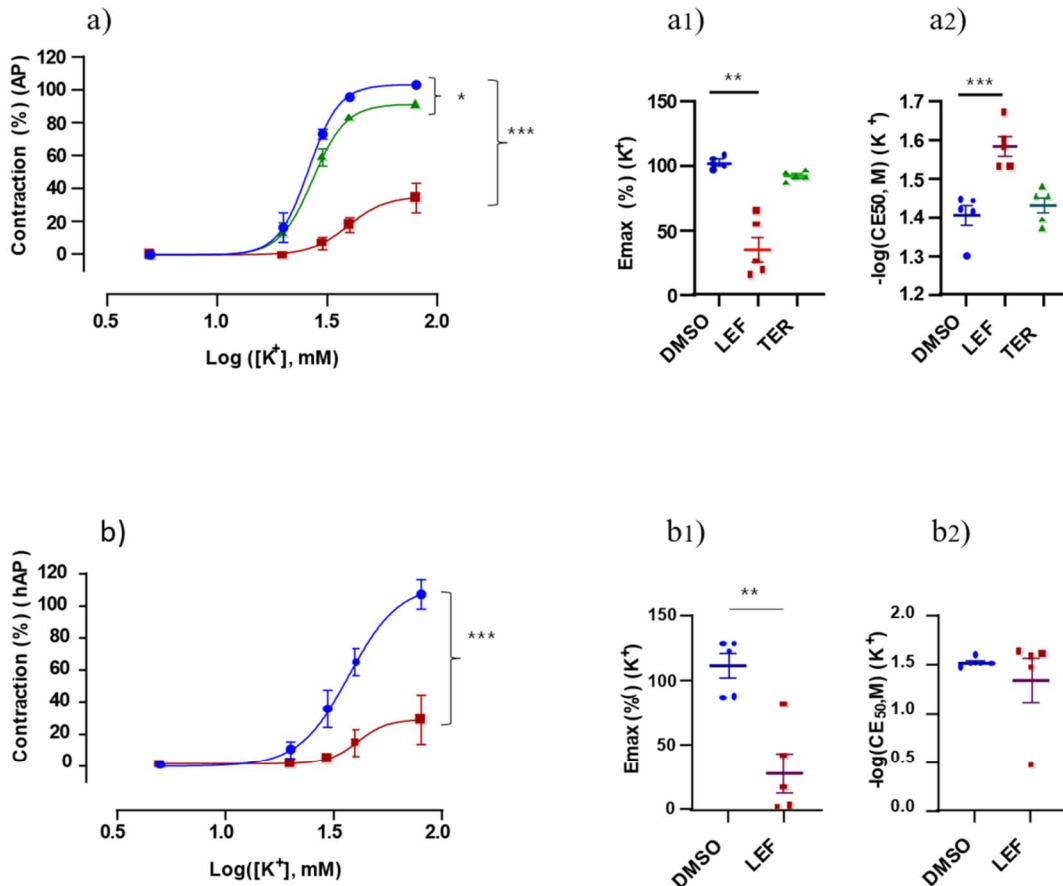 a)
Contraction (%) (AP)
120
100
80
60
40
20
0
0.5 1.0 1.5 2.0
Log ([K+], mM)
*
***
a1)
Emax (%) (K+)
150
100
50
0
**
DMSO
LEF
TER
a2)
-log(CE50, M) (K+)
1.7
1.6
1.5
1.4
1.3
1.2
***
DMSO
LEF
TER
b)
Contraction (%) (hAP)
120
100
80
60
40
20
0
0.5 1.0 1.5 2.0
Log([K+], mM)
***
b1)
Emax (%) (K+)
150
100
50
0
**
DMSO
LEF
b2)
-log(CE50,M) (K+)
2.0
1.5
1.0
0.5
0.0
DMSO
LEF